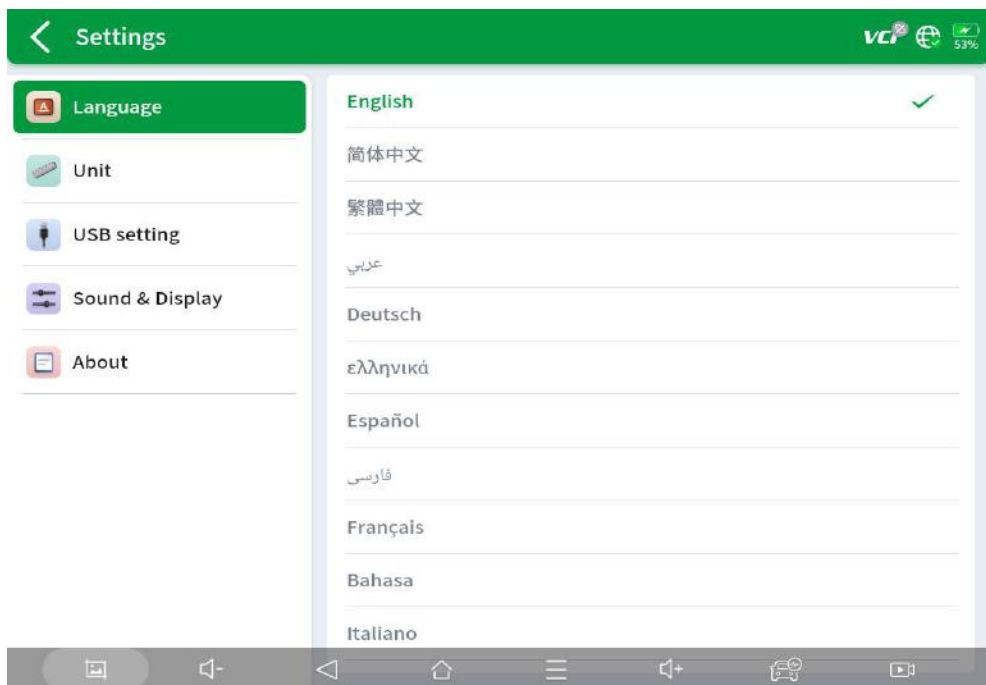 Settings
VCI
53%
Language
Unit
USB setting
Sound & Display
About
English
简体中文
繁體中文
عربي
Deutsch
ελληνικά
Español
فارسی
Français
Bahasa
Italiano